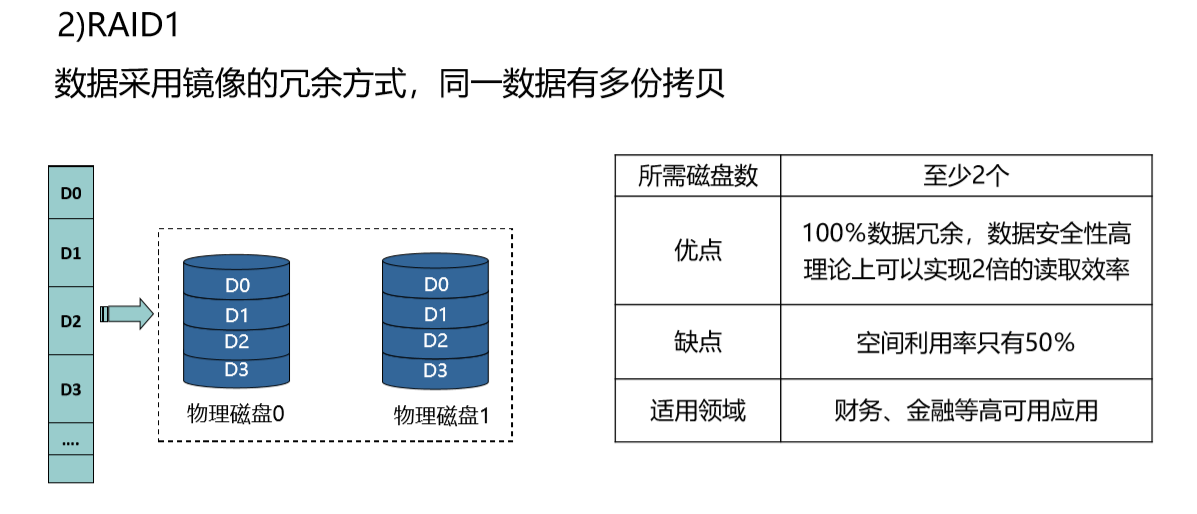 2)RAID1
数据采用镜像的冗余方式，同一数据有多份拷贝
D0
D1
D2
D3
....
D0
D1
D2
D3
物理磁盘0
D0
D1
D2
D3
物理磁盘1
所需磁盘数
至少2个
优点
100%数据冗余，数据安全性高
理论上可以实现2倍的读取效率
缺点
空间利用率只有50%
适用领域
财务、金融等高可用应用